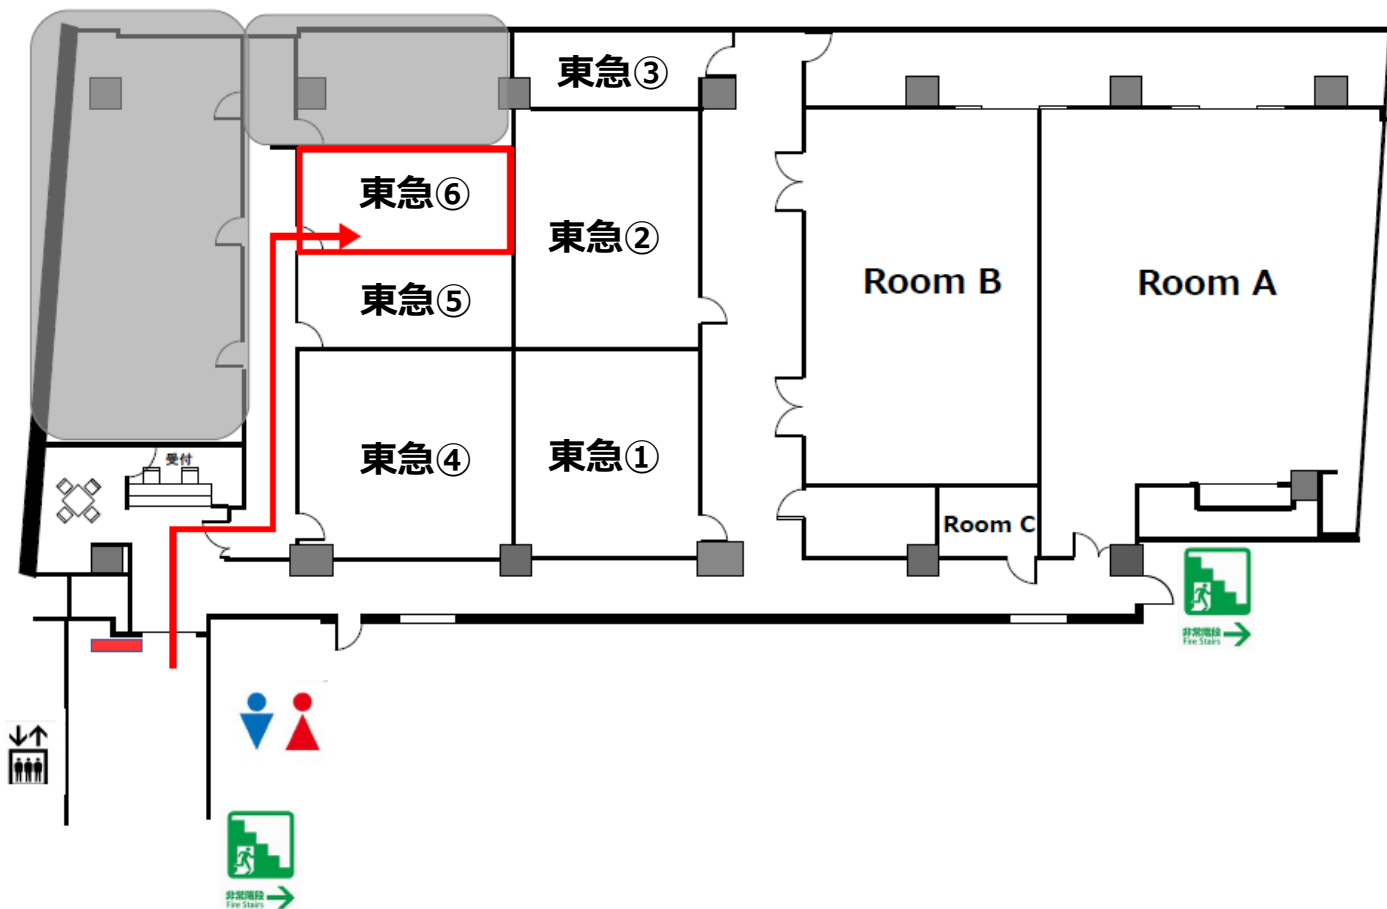 東急③
東急⑥
東急②
Room B
Room A
東急⑤
東急④
東急①
受付
Room C
非常階段
Fire Stairs
非常階段
Fire Stairs